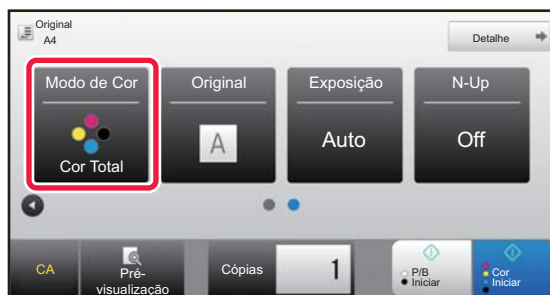 Original
A4
Detalhe
Modo de Cor
Original
Exposição
N-Up
Cor Total
A
Auto
Off
CA
Pré-
visualização
Cópias
1
P/B
Iniciar
Cor
Iniciar